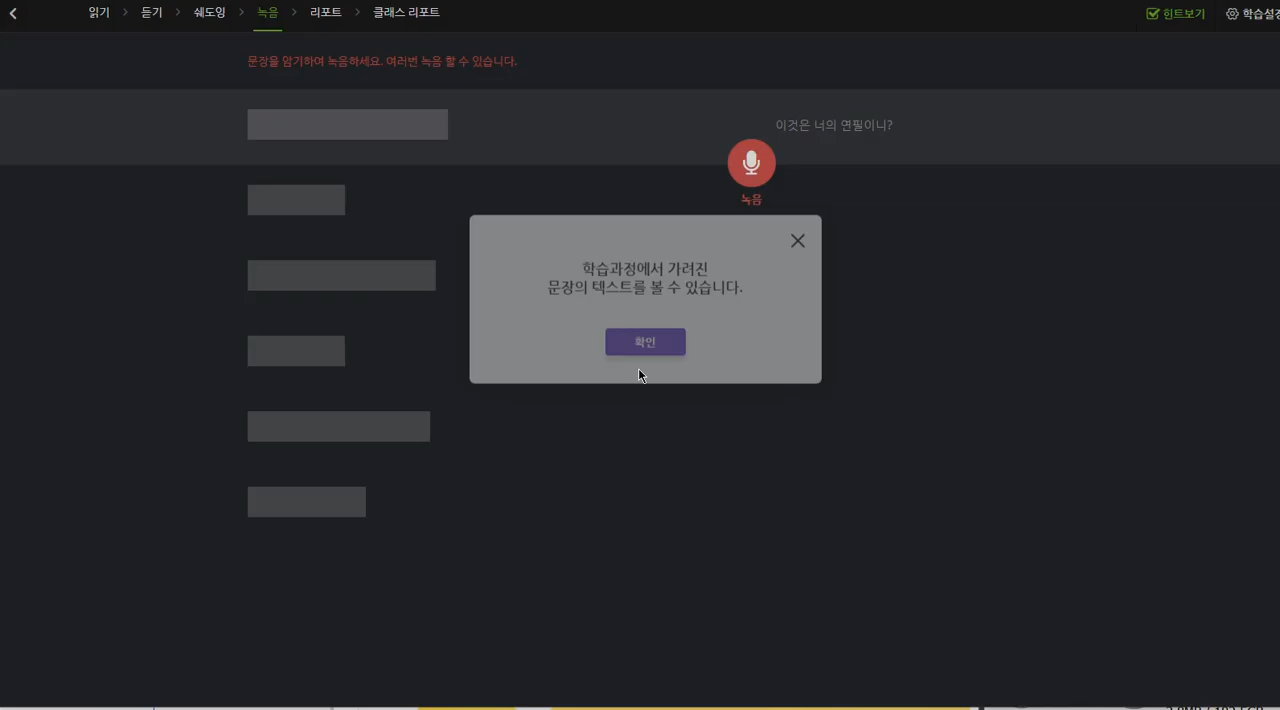 읽기 듣기 쉐도잉 녹음 리포트 클래스 리포트 힌트보기 학습설정
문장을 암기하여 녹음하세요. 여러번 녹음 할 수 있습니다.
이것은 너의 연필이니?
녹음
학습과정에서 가려진
문장의 텍스트를 볼 수 있습니다.
확인